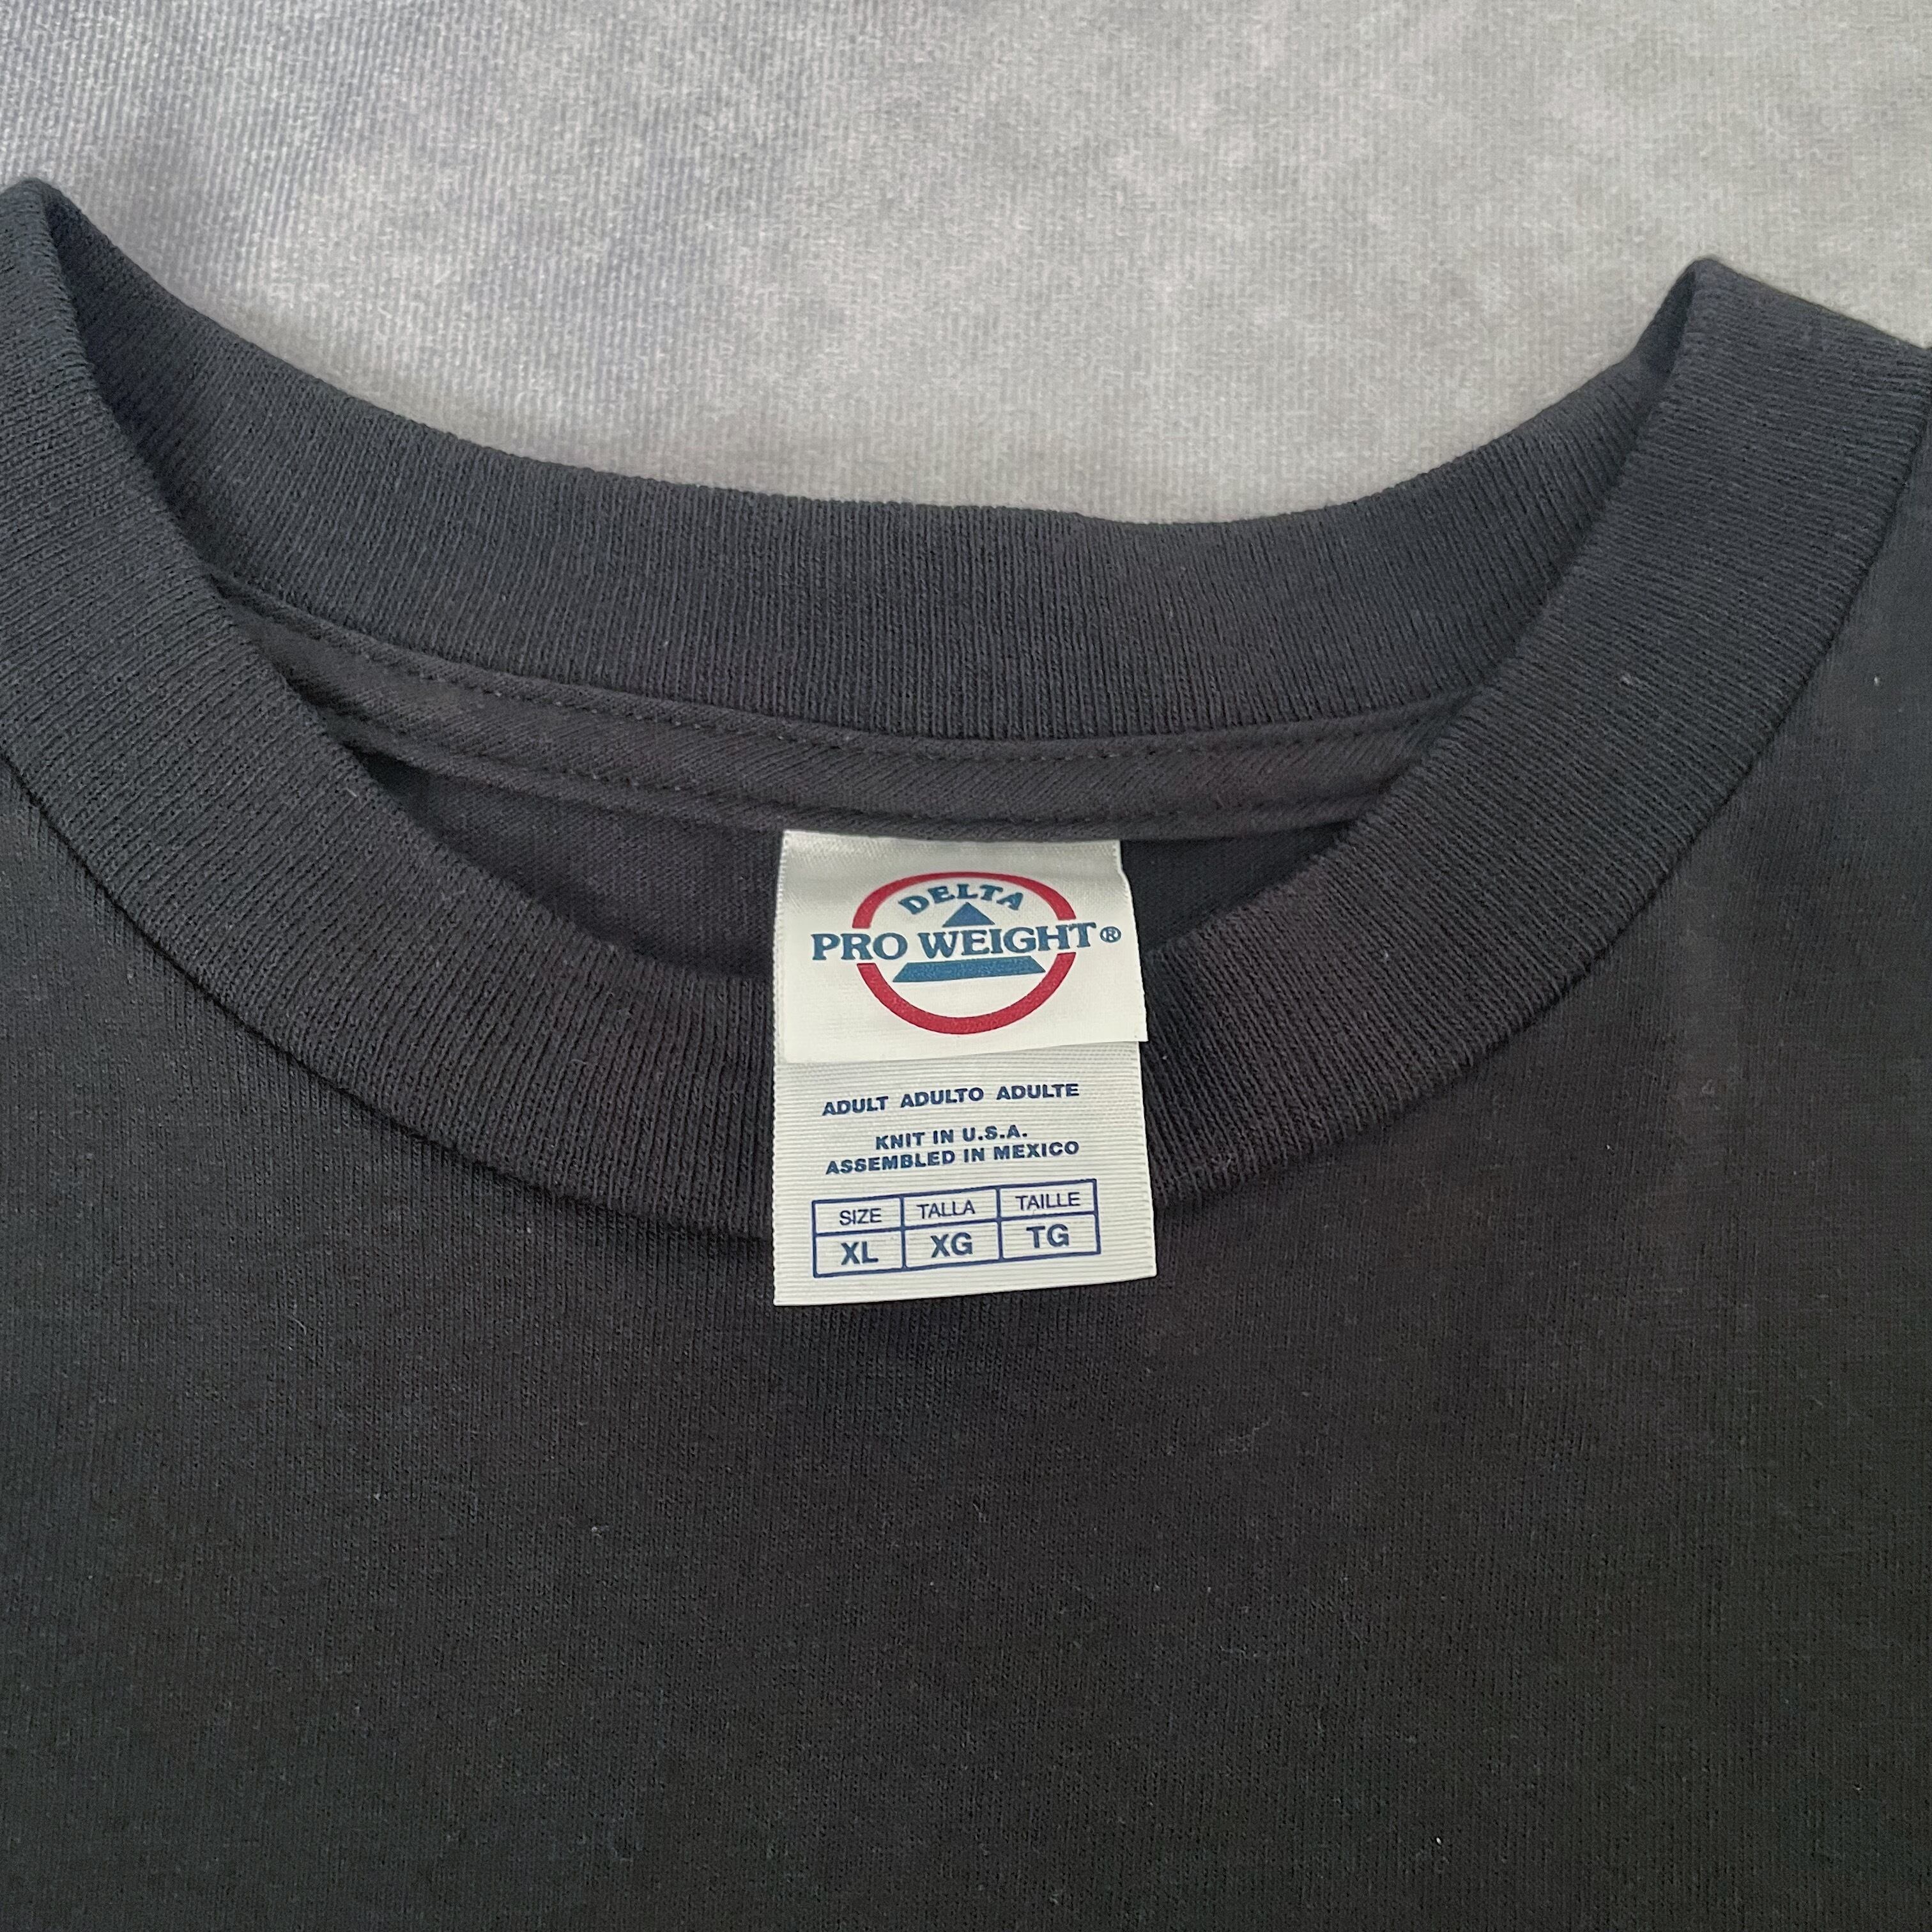 DELTA
PRO WEIGHT®
ADULT ADULTO ADULTE
KNIT IN U.S.A.
ASSEMBLED IN MEXICO
SIZE TALLA TAILLE
XL XG TG